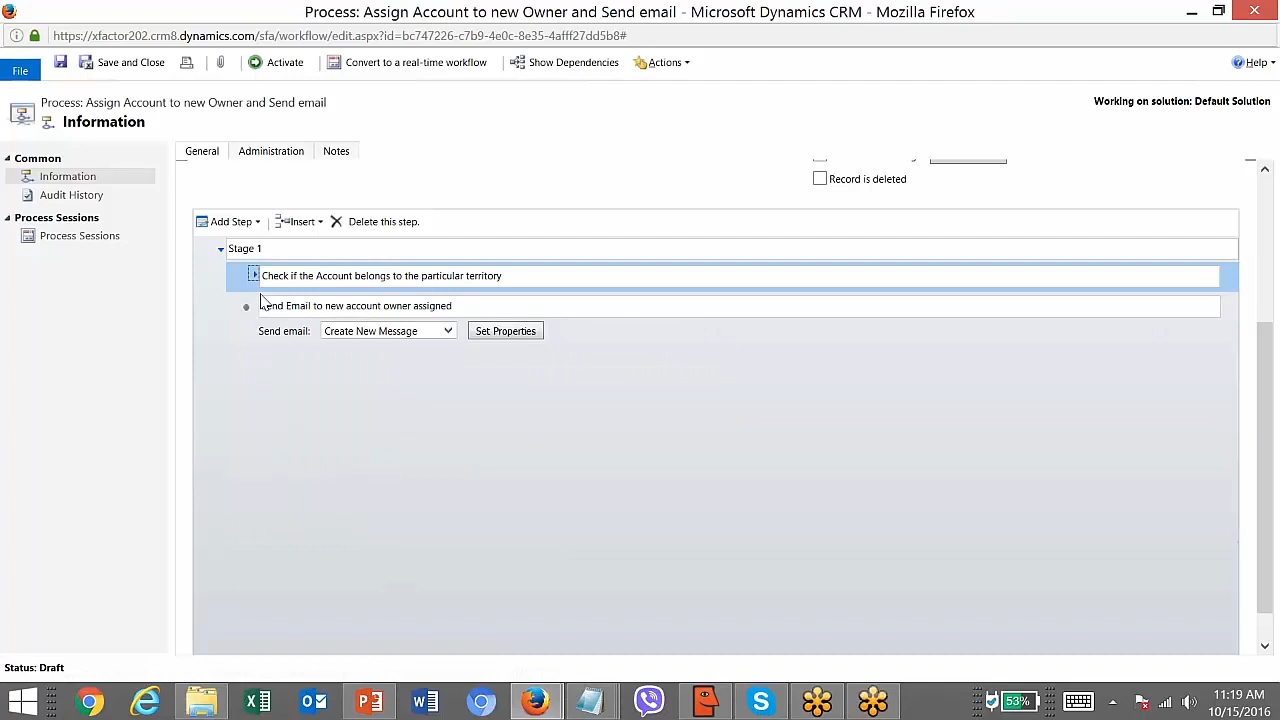 Process: Assign Account to new Owner and Send email - Microsoft Dynamics CRM - Mozilla Firefox
https://xfactor202.crm8.dynamics.com/sfa/workflow/edit.aspx?id=bc747226-c7b9-4e0c-8e35-4afff27dd5b8#
File
Save and Close
Activate
Convert to a real-time workflow
Show Dependencies
Actions
Help
Process: Assign Account to new Owner and Send email
Information
Working on solution: Default Solution
Common
Information
Audit History
Process Sessions
Process Sessions
General
Administration
Notes
Record is deleted
Add Step
Insert
Delete this step.
Stage 1
Check if the Account belongs to the particular territory
end Email to new account owner assigned
Send email:
Create New Message
Set Properties
Status: Draft
53%
11:19 AM
10/15/2016